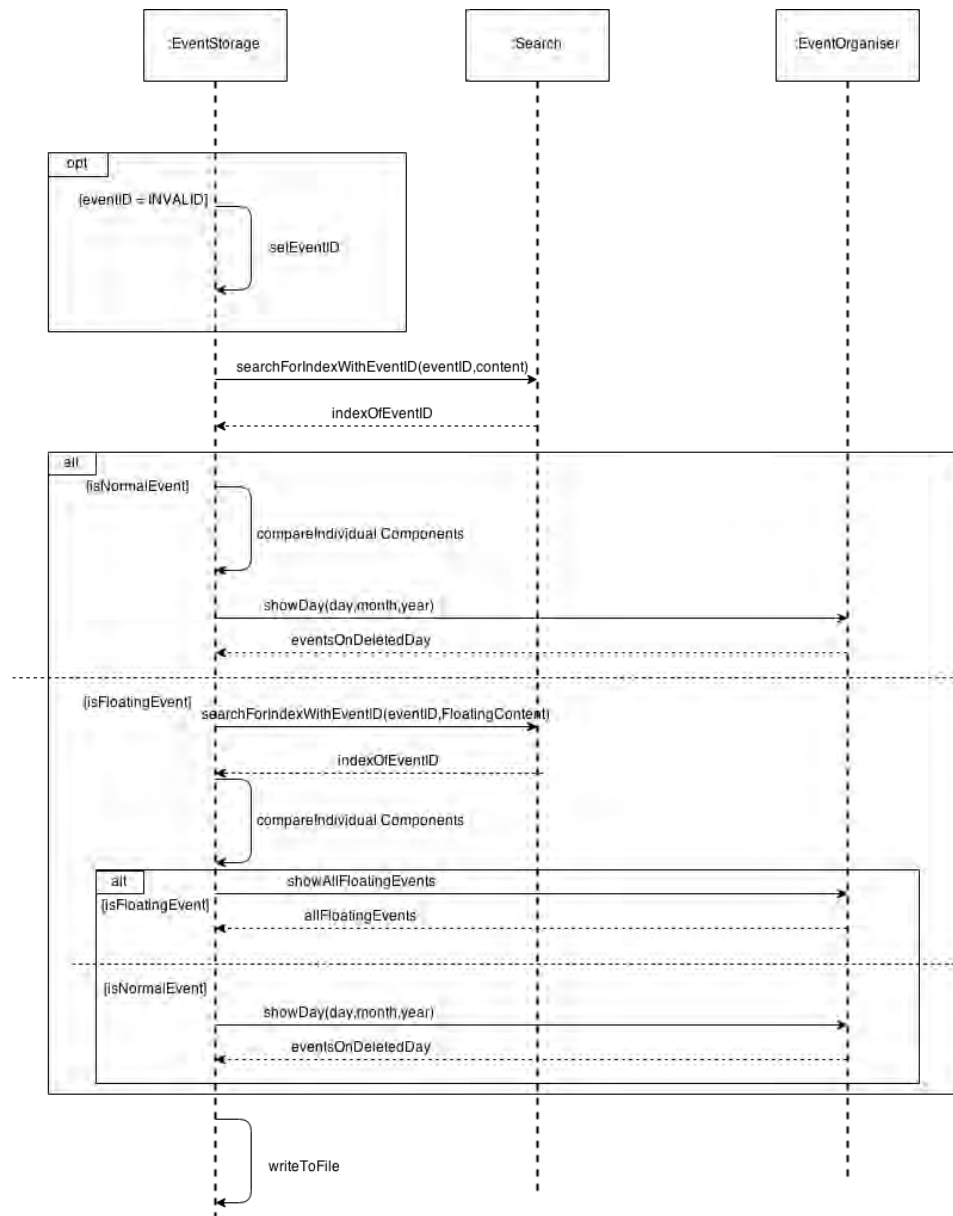 :EventStorage
:Search
:EventOrganiser
opt
[eventID = INVALID]
setEventID
searchForIndexWithEventID(eventID,content)
indexOfEventID
alt
[isNormalEvent]
compareIndividual Components
showDay(day,month,year)
eventsOnDeletedDay
[isFloatingEvent]
searchForIndexWithEventID(eventID,FloatingContent)
indexOfEventID
compareIndividual Components
alt
showAllFloatingEvents
[isFloatingEvent]
allFloatingEvents
[isNormalEvent]
showDay(day,month,year)
eventsOnDeletedDay
writeToFile